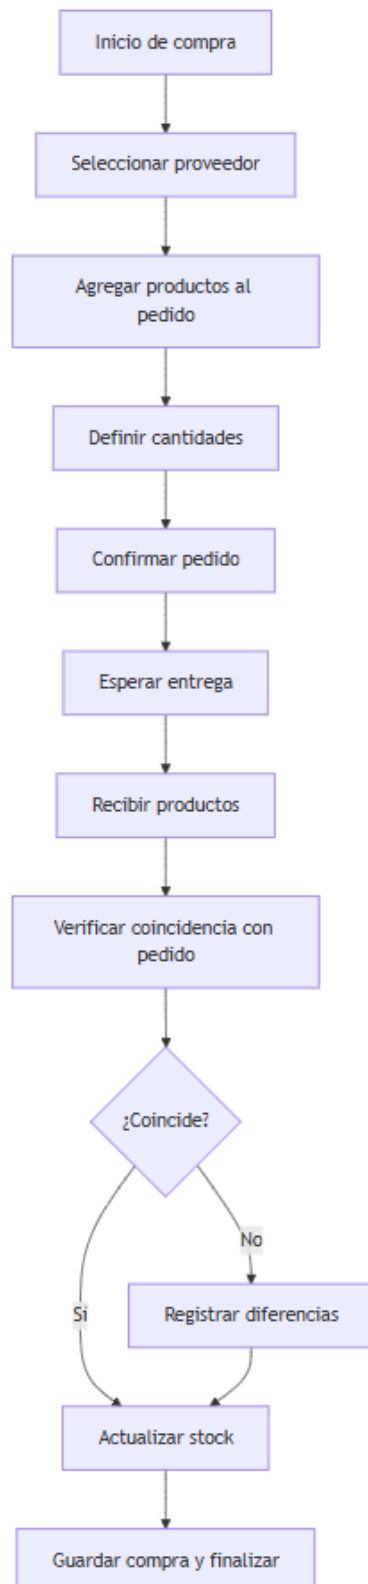 Inicio de compra
Seleccionar proveedor
Agregar productos al
pedido
Definir cantidades
Confirmar pedido
Esperar entrega
Recibir productos
Verificar coincidencia con
pedido
¿Coincide?
No
Sí
Registrar diferencias
Actualizar stock
Guardar compra y finalizar